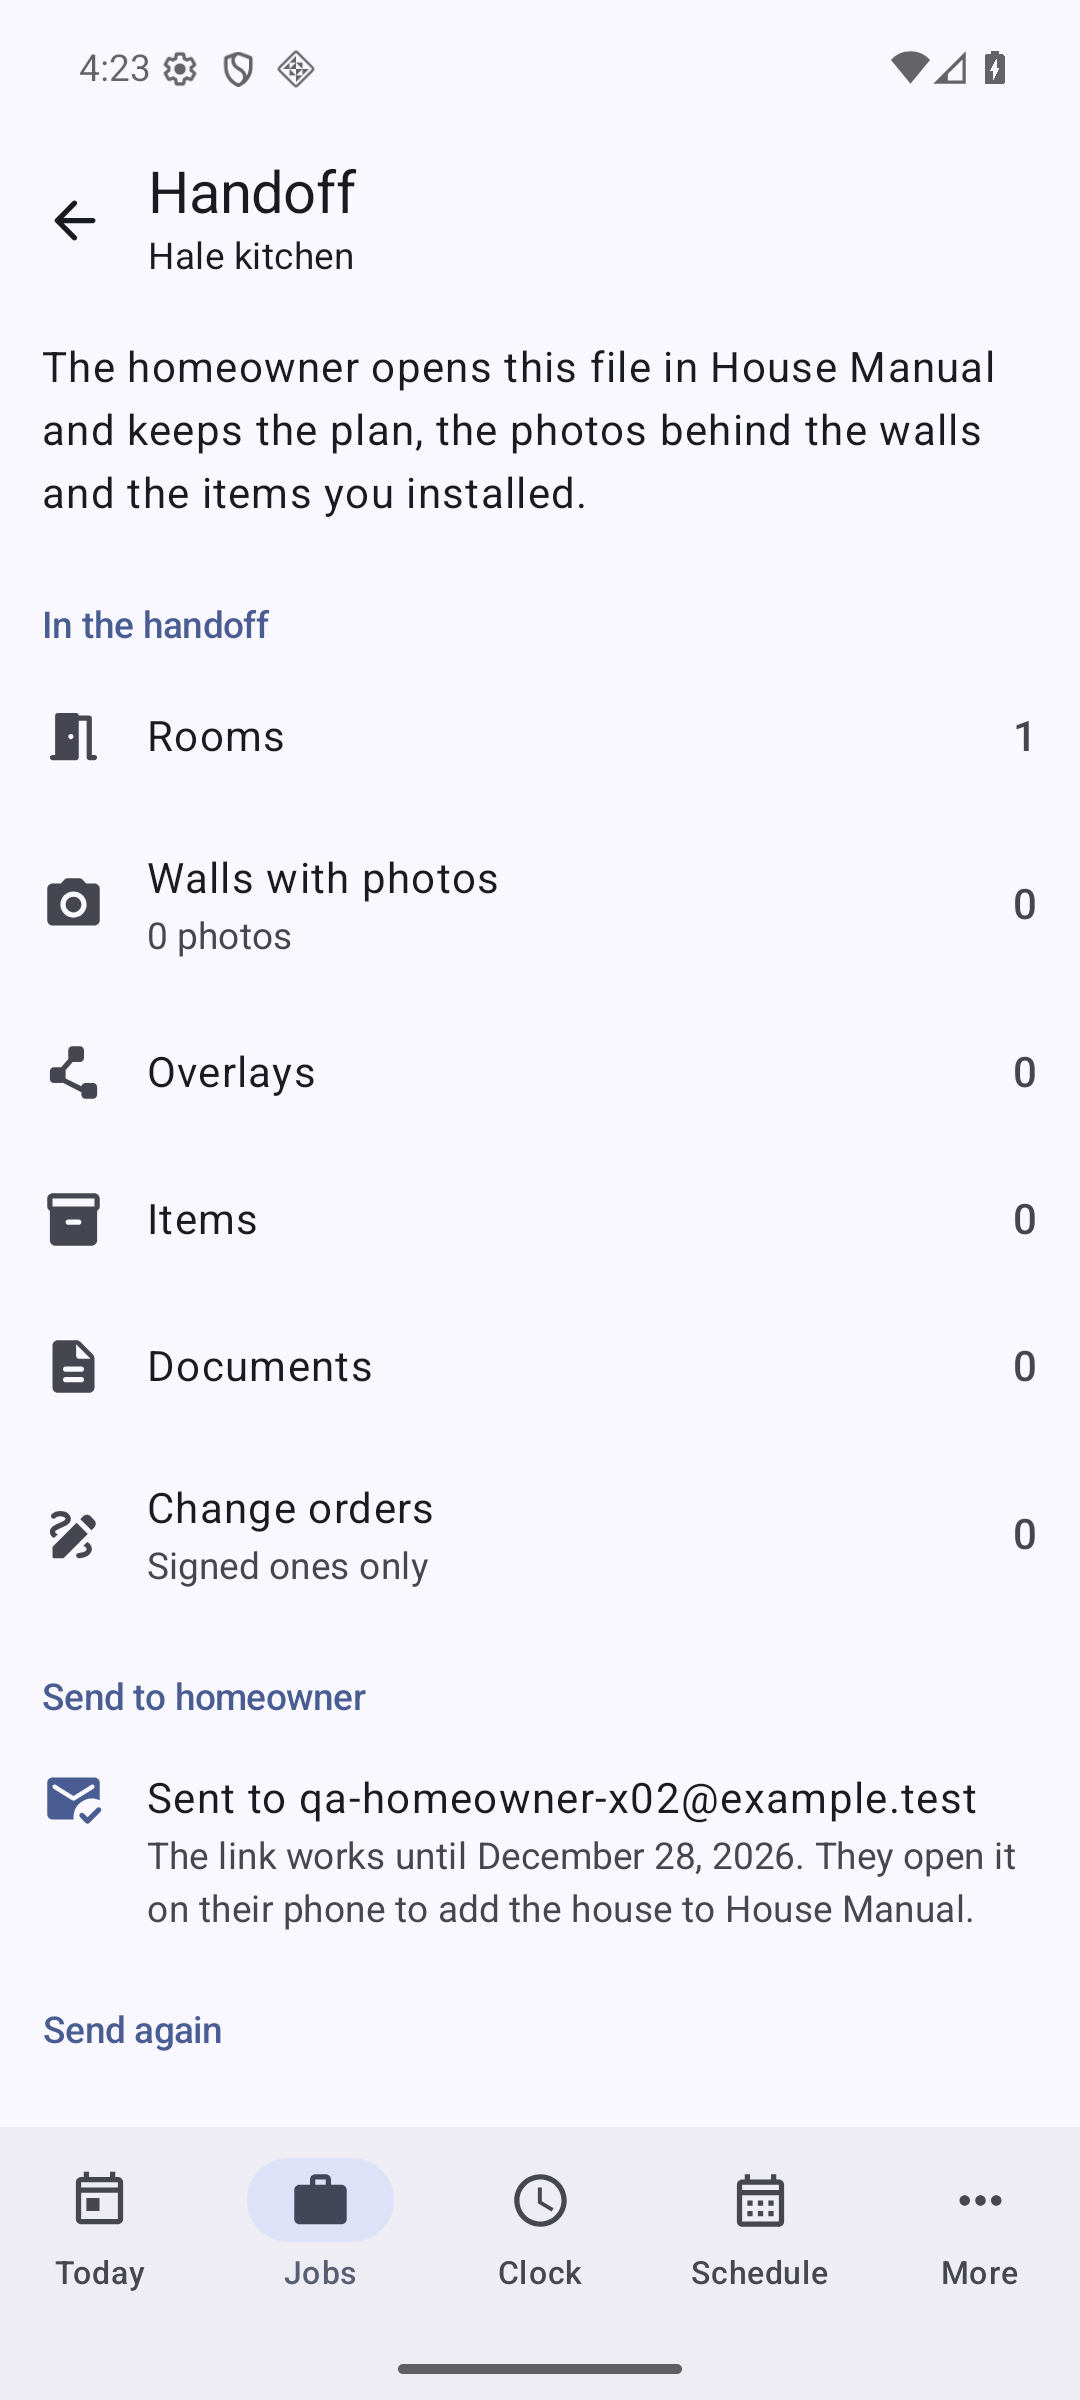 4:23
Handoff
Hale kitchen
The homeowner opens this file in House Manual
and keeps the plan, the photos behind the walls
and the items you installed.
In the handoff
Rooms 1
Walls with photos
0 photos
0
Overlays 0
Items 0
Documents 0
Change orders
Signed ones only
0
Send to homeowner
Sent to qa-homeowner-x02@example.test
The link works until December 28, 2026. They open it
on their phone to add the house to House Manual.
Send again
Today Jobs Clock Schedule More